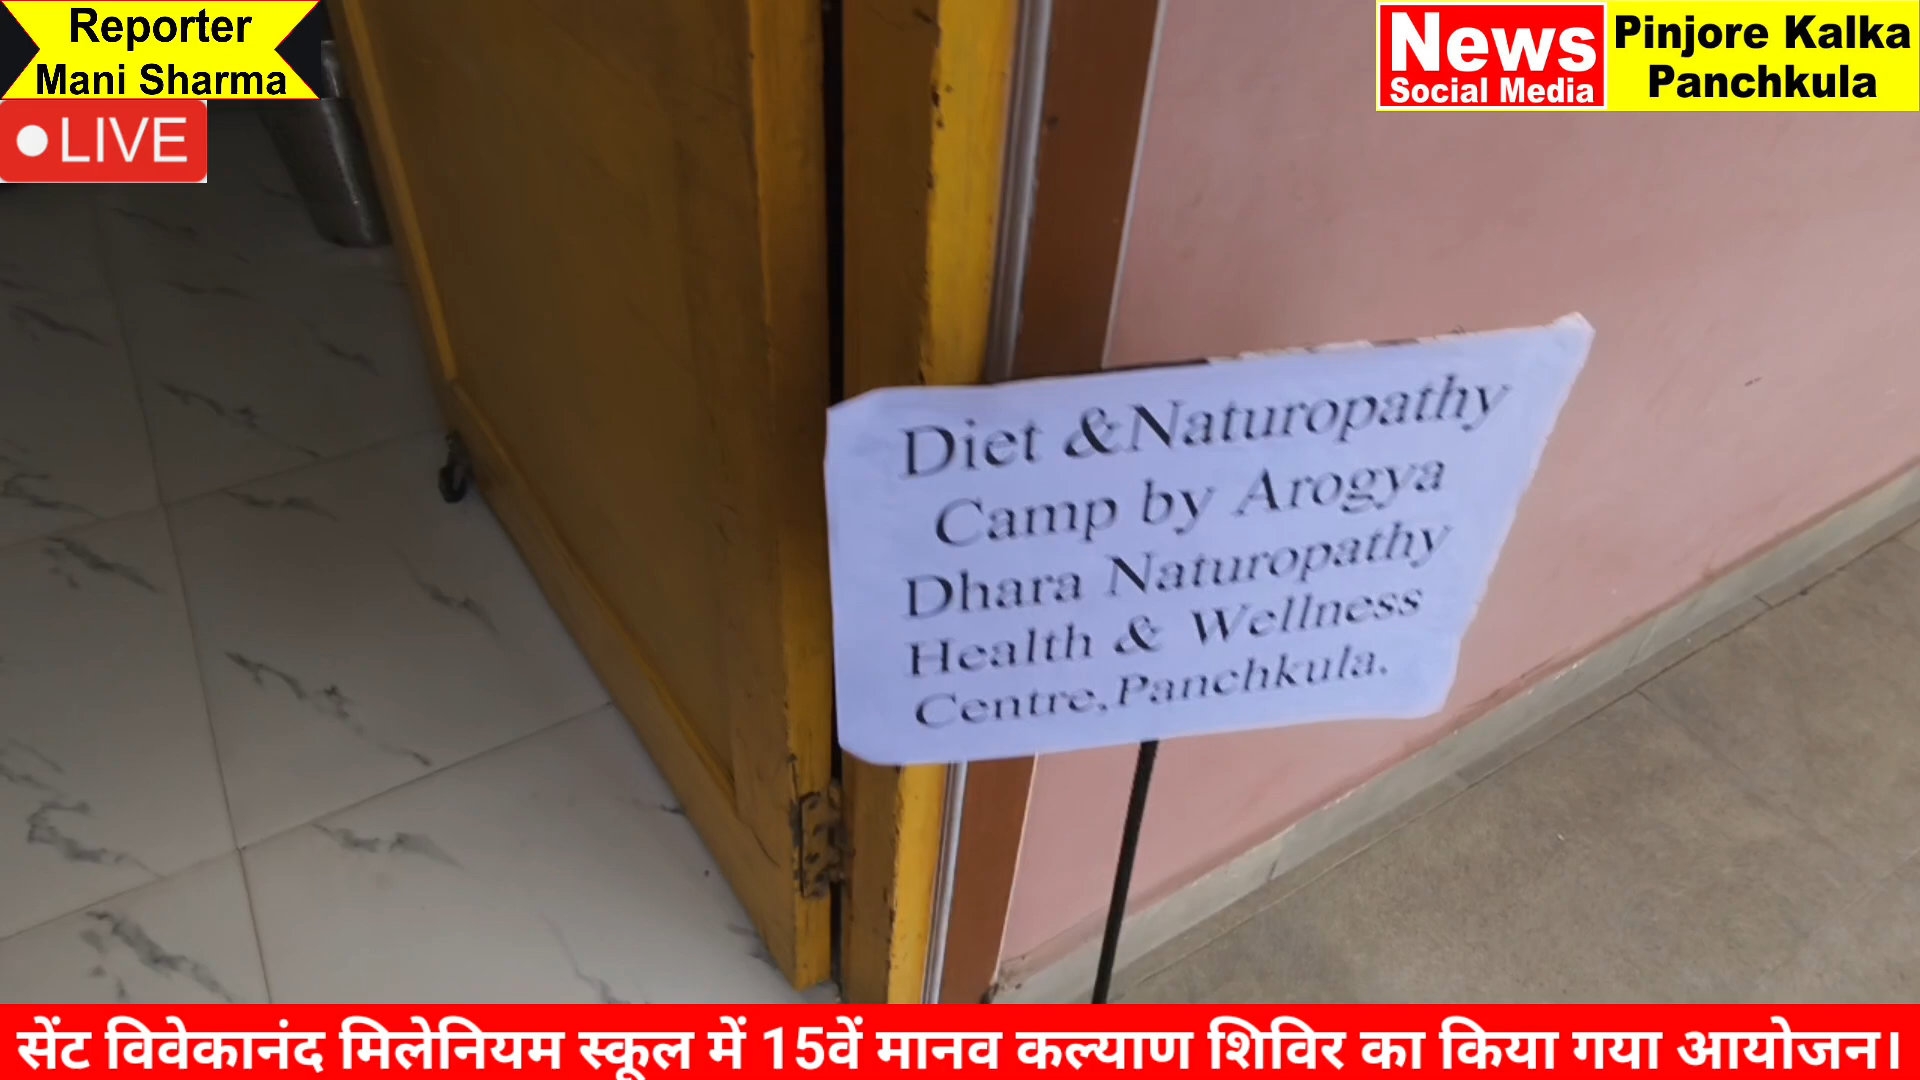 Reporter
Mani Sharma
LIVE
News
Social Media
Pinjore Kalka
Panchkula
Diet &Naturopathy
Camp by Arogya
Dhara Naturopathy
Health & Wellness
Centre,Panchkula.
सेंट विवेकानंद मिलेनियम स्कूल में 15वें मानव कल्याण शिविर का किया गया आयोजन।